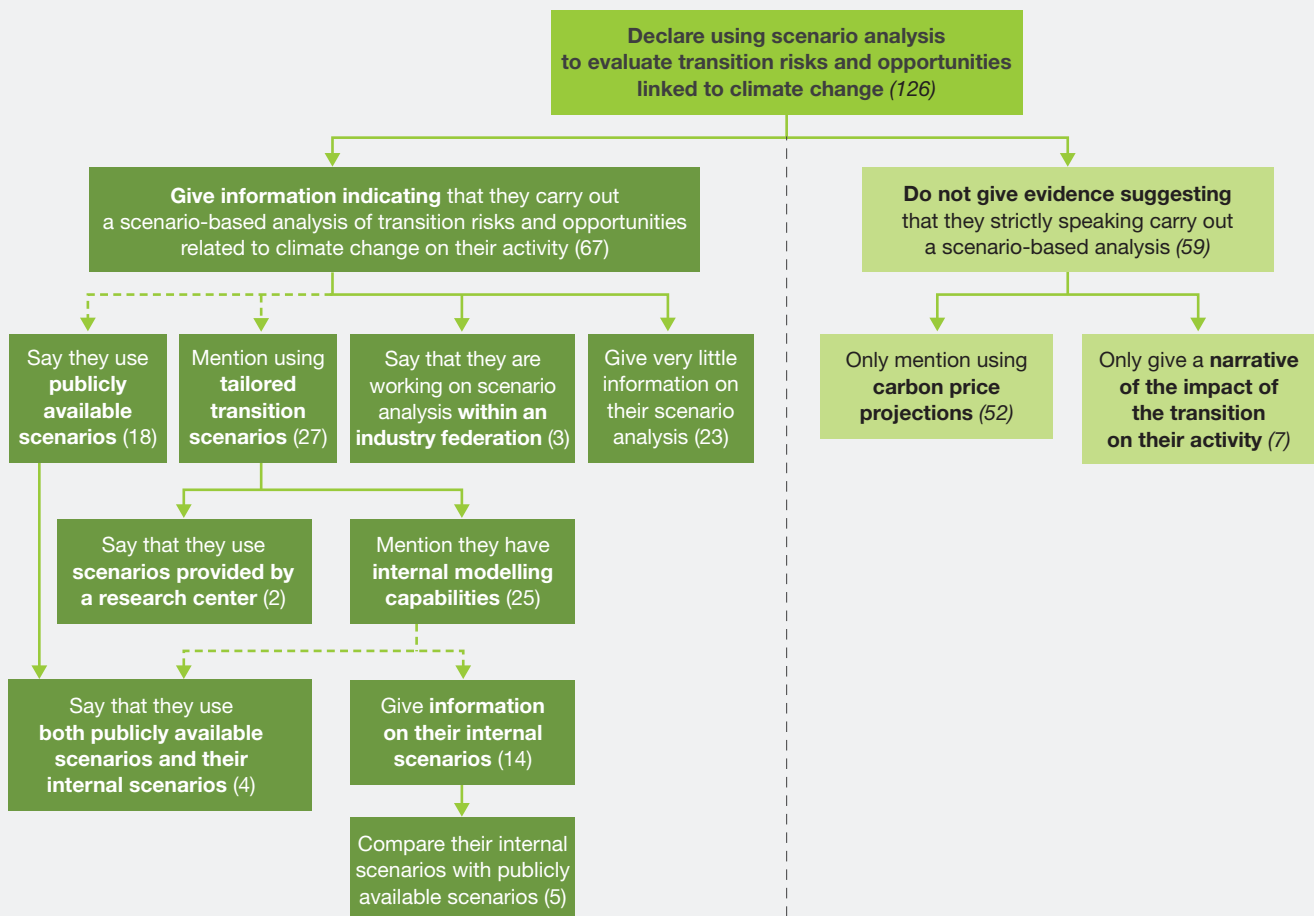 Declare using scenario analysis
to evaluate transition risks and opportunities
linked to climate change (126)
Give information indicating that they carry out
a scenario-based analysis of transition risks and opportunities
related to climate change on their activity (67)
Do not give evidence suggesting
that they strictly speaking carry out
a scenario-based analysis (59)
Say they use
publicly
available
scenarios (18)
Mention using
tailored
transition
scenarios (27)
Say that they are
working on scenario
analysis within an
industry federation (3)
Give very little
information on
their scenario
analysis (23)
Only mention using
carbon price
projections (52)
Only give a narrative
of the impact of
the transition
on their activity (7)
Say that they use
scenarios provided by
a research center (2)
Mention they have
internal modelling
capabilities (25)
Say that they use
both publicly available
scenarios and their
internal scenarios (4)
Give information
on their internal
scenarios (14)
Compare their internal
scenarios with publicly
available scenarios (5)